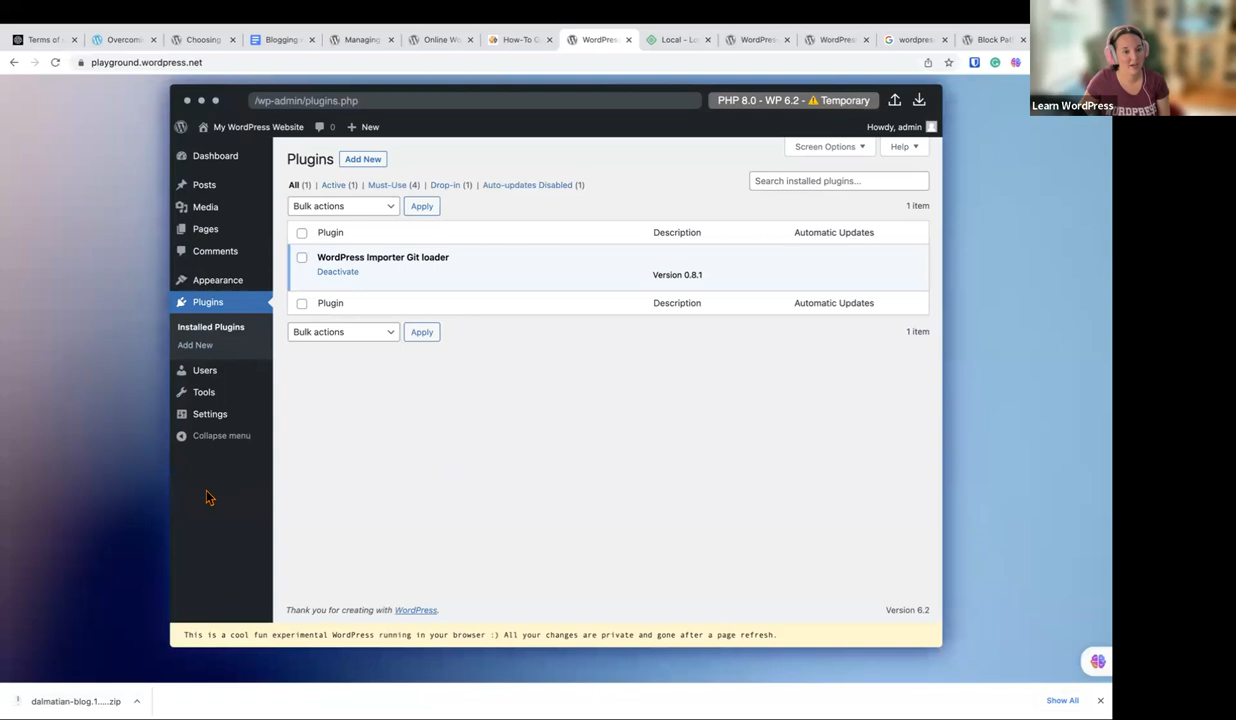 Terms of
Overcomi
Choosing
Blogging
Managing
Online Wo
How-To G
WordPres
Local - Lo
WordPres
WordPres
wordpres
Block Pat
playground.wordpress.net
/wp-admin/plugins.php
PHP 8.0 - WP 6.2 - ⚠ Temporary
My WordPress Website
0
+ New
Howdy, admin
Learn WordPress
WORDPRESS
Dashboard
Posts
Media
Pages
Comments
Appearance
Plugins
Installed Plugins
Add New
Users
Tools
Settings
Collapse menu
Screen Options
Help
Plugins
Add New
All (1) | Active (1) | Must-Use (4) | Drop-in (1) | Auto-updates Disabled (1)
Search installed plugins...
Bulk actions
Apply
1 item
Plugin
Description
Automatic Updates
WordPress Importer Git loader
Deactivate
Version 0.8.1
Plugin
Description
Automatic Updates
Bulk actions
Apply
1 item
Thank you for creating with WordPress.
Version 6.2
This is a cool fun experimental WordPress running in your browser :) All your changes are private and gone after a page refresh.
dalmatian-blog.1.....zip
Show All